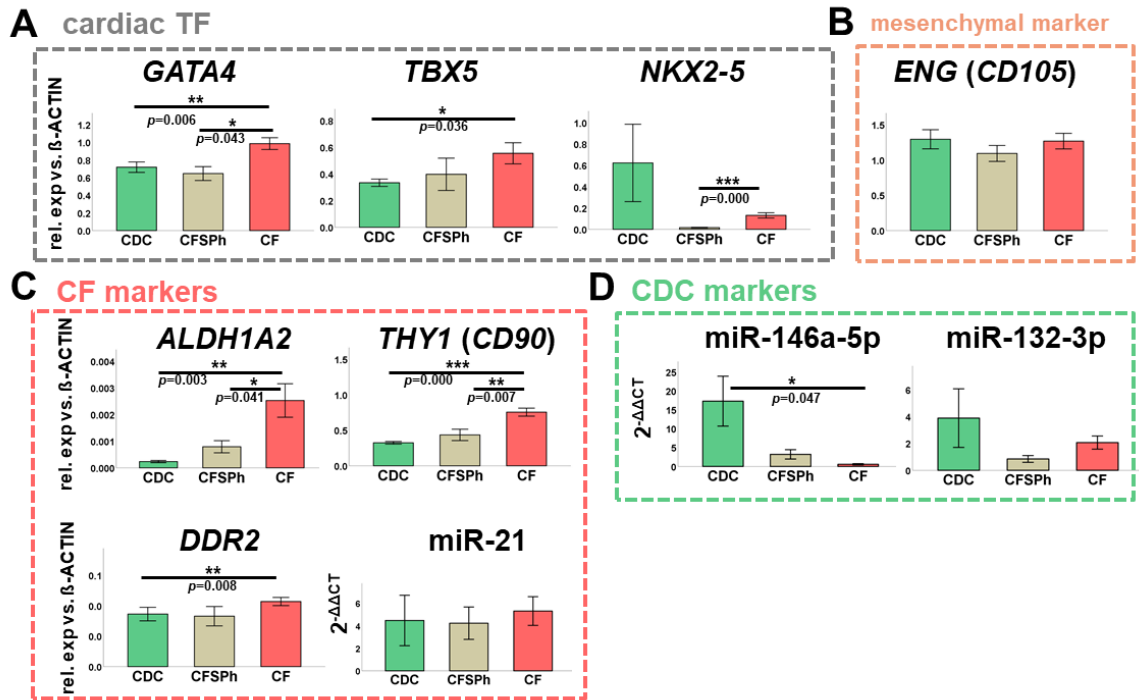 A cardiac TF
GATA4
rel. exp vs. ß-ACTIN
**
p=0.006
*
p=0.043
1.2
1.0
0.8
0.6
0.4
0.2
0.0
CDC CFSPh CF
TBX5
*
p=0.036
0.8
0.6
0.4
0.2
0.0
CDC CFSPh CF
NKX2-5
***
p=0.000
1.0
0.8
0.6
0.4
0.2
0.0
CDC CFSPh CF
B mesenchymal marker
ENG (CD105)
1.5
1.0
0.5
0.0
CDC CFSPh CF
C CF markers
ALDH1A2
rel. exp vs. ß-ACTIN
**
p=0.003
*
p=0.041
0.004
0.003
0.002
0.001
0.000
CDC CFSPh CF
THY1 (CD90)
***
p=0.000
**
p=0.007
1.5
1.0
0.5
0.0
CDC CFSPh CF
DDR2
rel. exp vs. ß-ACTIN
**
p=0.008
0.1
0.0
0.0
0.0
CDC CFSPh CF
miR-21
2-ΔΔCT
6
4
2
0
CDC CFSPh CF
D CDC markers
miR-146a-5p
2-ΔΔCT
*
p=0.047
25
20
15
10
5
0
CDC CFSPh CF
miR-132-3p
6
4
2
0
CDC CFSPh CF